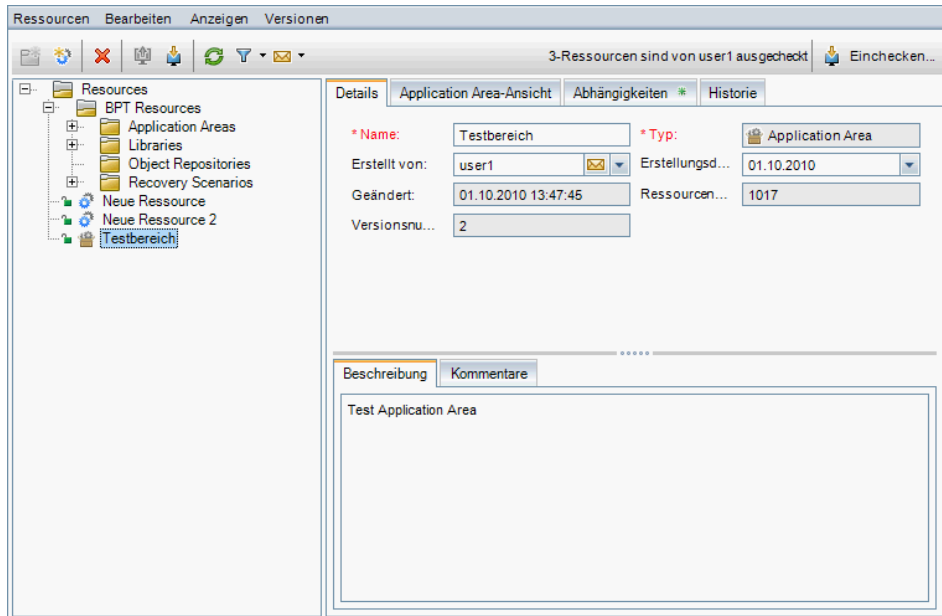 Ressourcen Bearbeiten Anzeigen Versionen
3-Ressourcen sind von user1 ausgecheckt Einchecken...
Resources
BPT Resources
Application Areas
Libraries
Object Repositories
Recovery Scenarios
Neue Ressource
Neue Ressource 2
Testbereich
Details Application Area-Ansicht Abhängigkeiten * Historie
* Name: Testbereich * Typ: Application Area
Erstellt von: user1 Erstellungsd... 01.10.2010
Geändert: 01.10.2010 13:47:45 Ressourcen... 1017
Versionsnu... 2
Beschreibung Kommentare
Test Application Area